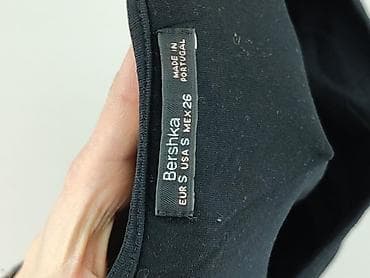 Bershka
EUR S USA S MEX 26
MADE IN
PORTUGAL